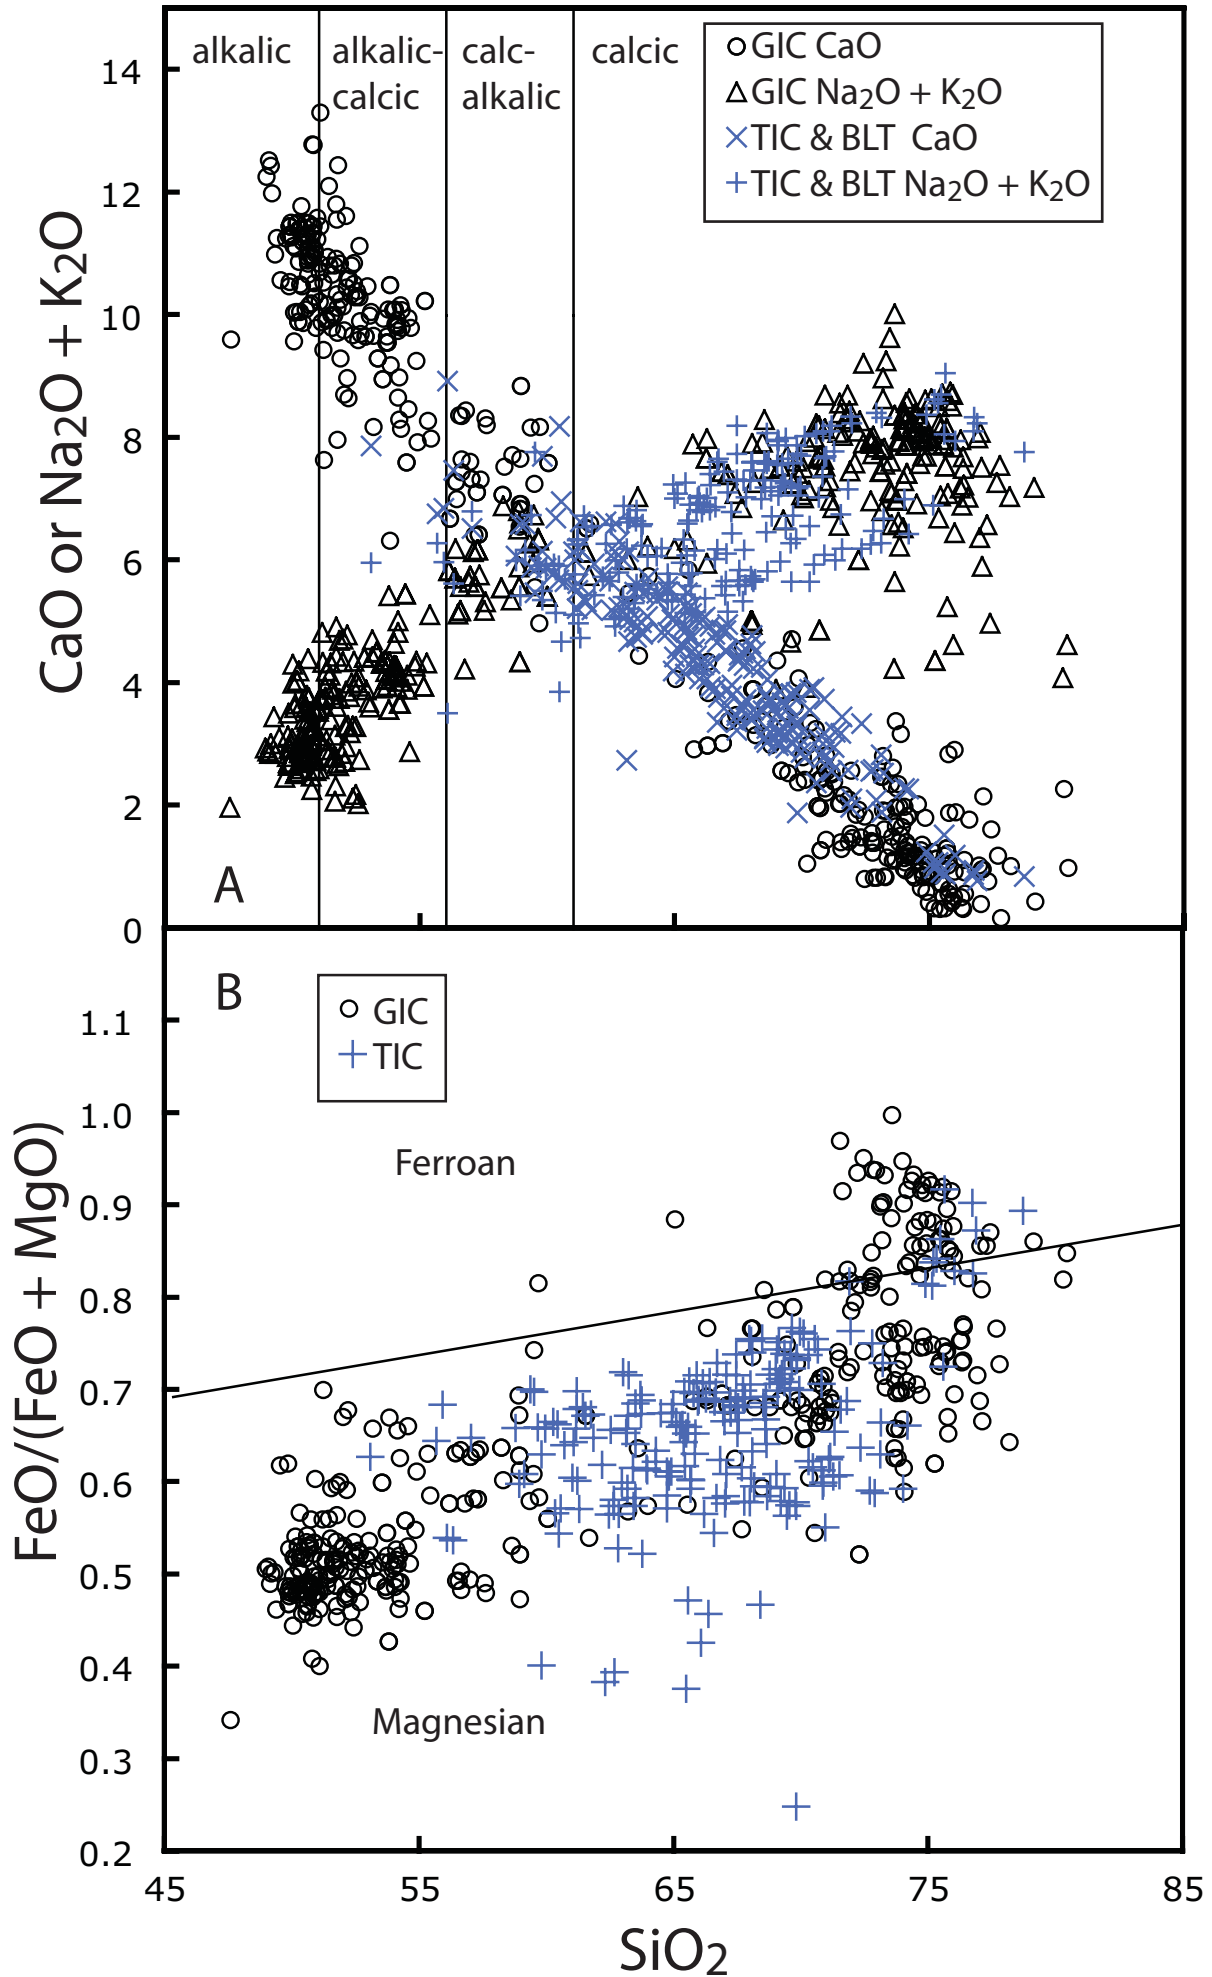 alkalic
alkalic-
calcic
calc-
alkalic
calcic
GIC CaO
GIC Na₂O + K₂O
TIC & BLT CaO
TIC & BLT Na₂O + K₂O
CaO or Na₂O + K₂O
14
12
10
8
6
4
2
0
A
B
GIC
TIC
Ferroan
Magnesian
FeO/(FeO + MgO)
1.1
1.0
0.9
0.8
0.7
0.6
0.5
0.4
0.3
0.2
45
55
65
75
85
SiO₂